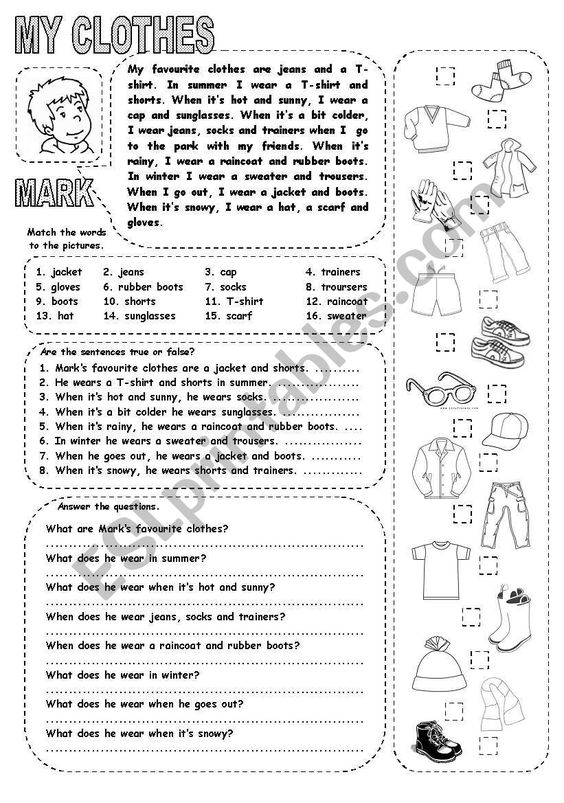 MY CLOTHES
My favourite clothes are jeans and a T-
shirt. In summer I wear a T-shirt and
shorts. When it's hot and sunny, I wear a
cap and sunglasses. When it's a bit colder,
I wear jeans, socks and trainers when I go
to the park with my friends. When it's
rainy, I wear a raincoat and rubber boots.
In winter I wear a sweater and trousers.
When I go out, I wear a jacket and boots.
When it's snowy, I wear a hat, a scarf and
gloves.
MARK
Match the words
to the pictures.
1. jacket 2. jeans 3. cap 4. trainers
5. gloves 6. rubber boots 7. socks 8. troursers
9. boots 10. shorts 11. T-shirt 12. raincoat
13. hat 14. sunglasses 15. scarf 16. sweater
Are the sentences true or false?
1. Mark's favourite clothes are a jacket and shorts. ..........
2. He wears a T-shirt and shorts in summer. ..................
3. When it's hot and sunny, he wears socks. ..................
4. When it's a bit colder he wears sunglasses. ................
5. When it's rainy, he wears a raincoat and rubber boots. ....
6. In winter he wears a sweater and trousers. ................
7. When he goes out, he wears a jacket and boots. ...........
8. When it's snowy, he wears shorts and trainers. .............
Answer the questions.
What are Mark's favourite clothes?
What does he wear in summer?
What does he wear when it's hot and sunny?
When does he wear jeans, socks and trainers?
When does he wear a raincoat and rubber boots?
What does he wear in winter?
What does he wear when he goes out?
What does he wear when it's snowy?
ESLprintables.com